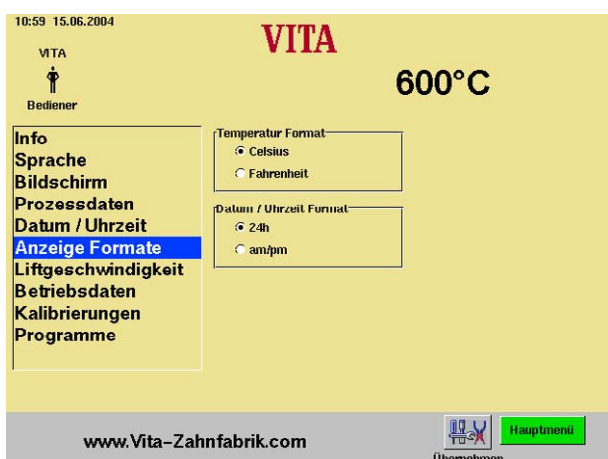 10:59 15.06.2004
VITA
VITA
600°C
Bediener
Info
Sprache
Bildschirm
Prozessdaten
Datum / Uhrzeit
Anzeige Formate
Liftgeschwindigkeit
Betriebsdaten
Kalibrierungen
Programme
Temperatur Format
Celsius
Fahrenheit
Datum / Uhrzeit Format
24h
am/pm
www.Vita-Zahnfabrik.com
Hauptmenü
Übernehmen